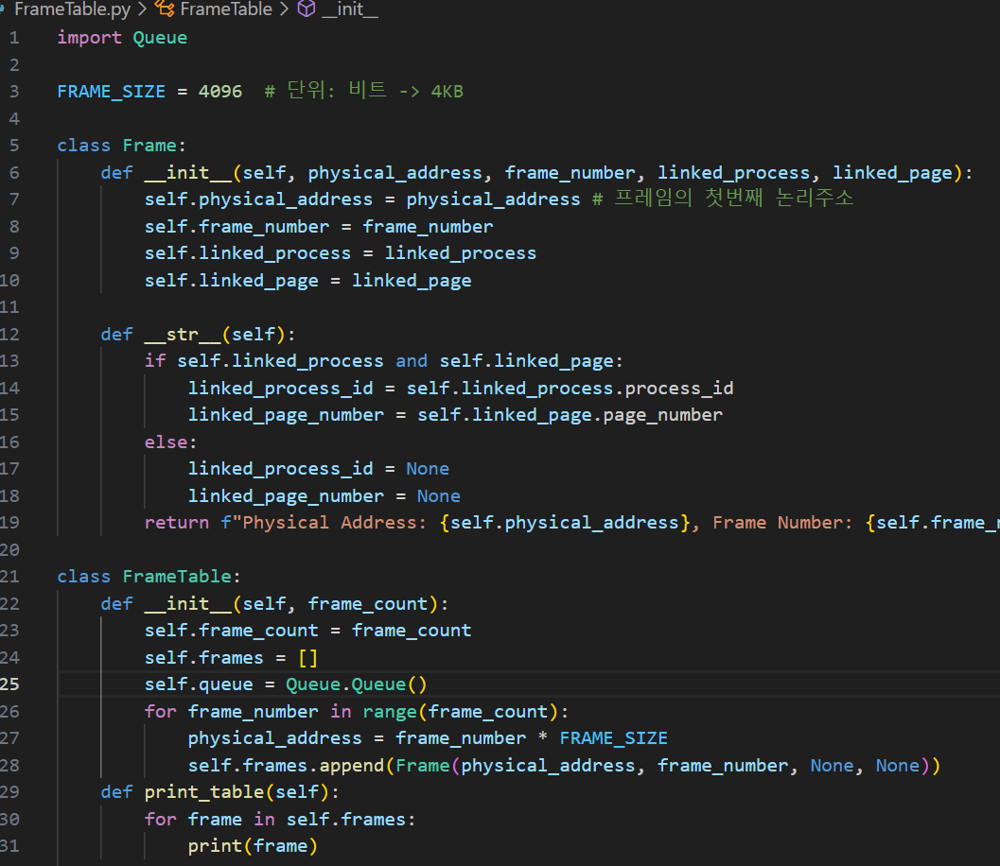 FrameTable.py > FrameTable > __init__
1 import Queue
2
3 FRAME_SIZE = 4096  # 단위: 비트 -> 4KB
4
5 class Frame:
6     def __init__(self, physical_address, frame_number, linked_process, linked_page):
7         self.physical_address = physical_address # 프레임의 첫번째 논리주소
8         self.frame_number = frame_number
9         self.linked_process = linked_process
10         self.linked_page = linked_page
11
12     def __str__(self):
13         if self.linked_process and self.linked_page:
14             linked_process_id = self.linked_process.process_id
15             linked_page_number = self.linked_page.page_number
16         else:
17             linked_process_id = None
18             linked_page_number = None
19         return f"Physical Address: {self.physical_address}, Frame Number: {self.frame_
20
21 class FrameTable:
22     def __init__(self, frame_count):
23         self.frame_count = frame_count
24         self.frames = []
25         self.queue = Queue.Queue()
26         for frame_number in range(frame_count):
27             physical_address = frame_number * FRAME_SIZE
28             self.frames.append(Frame(physical_address, frame_number, None, None))
29     def print_table(self):
30         for frame in self.frames:
31             print(frame)